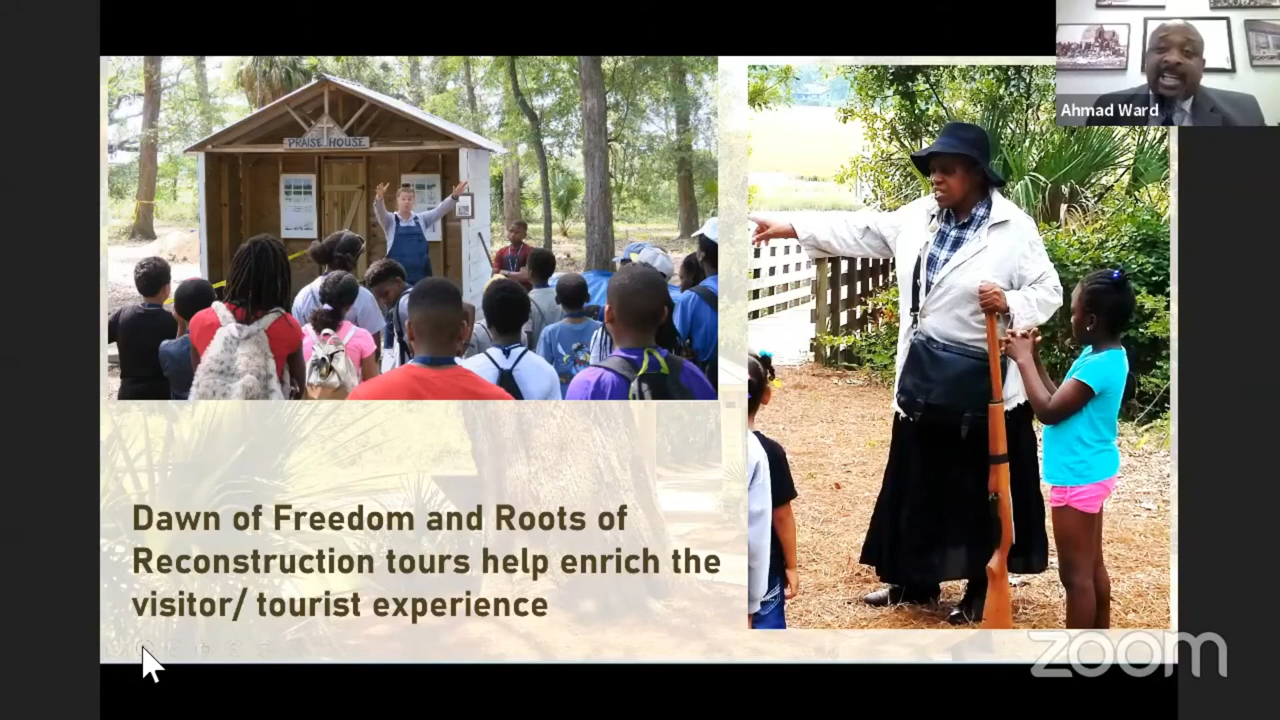 Ahmad Ward
PRAISE HOUSE
Dawn of Freedom and Roots of
Reconstruction tours help enrich the
visitor/ tourist experience
zoom